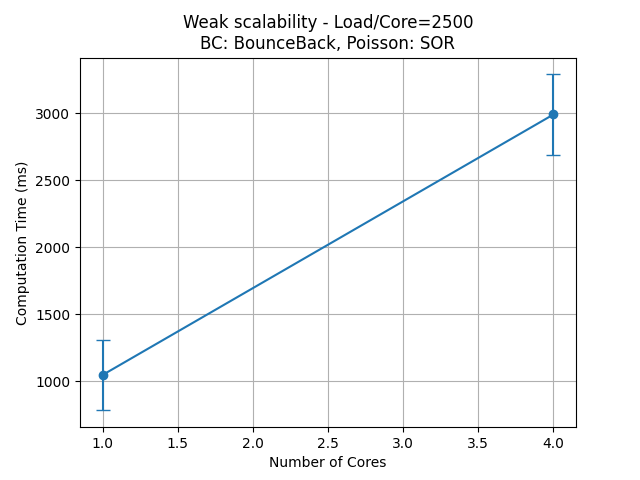 Weak scalability - Load/Core=2500
BC: BounceBack, Poisson: SOR
Computation Time (ms)
3000
2500
2000
1500
1000
1.0 1.5 2.0 2.5 3.0 3.5 4.0
Number of Cores